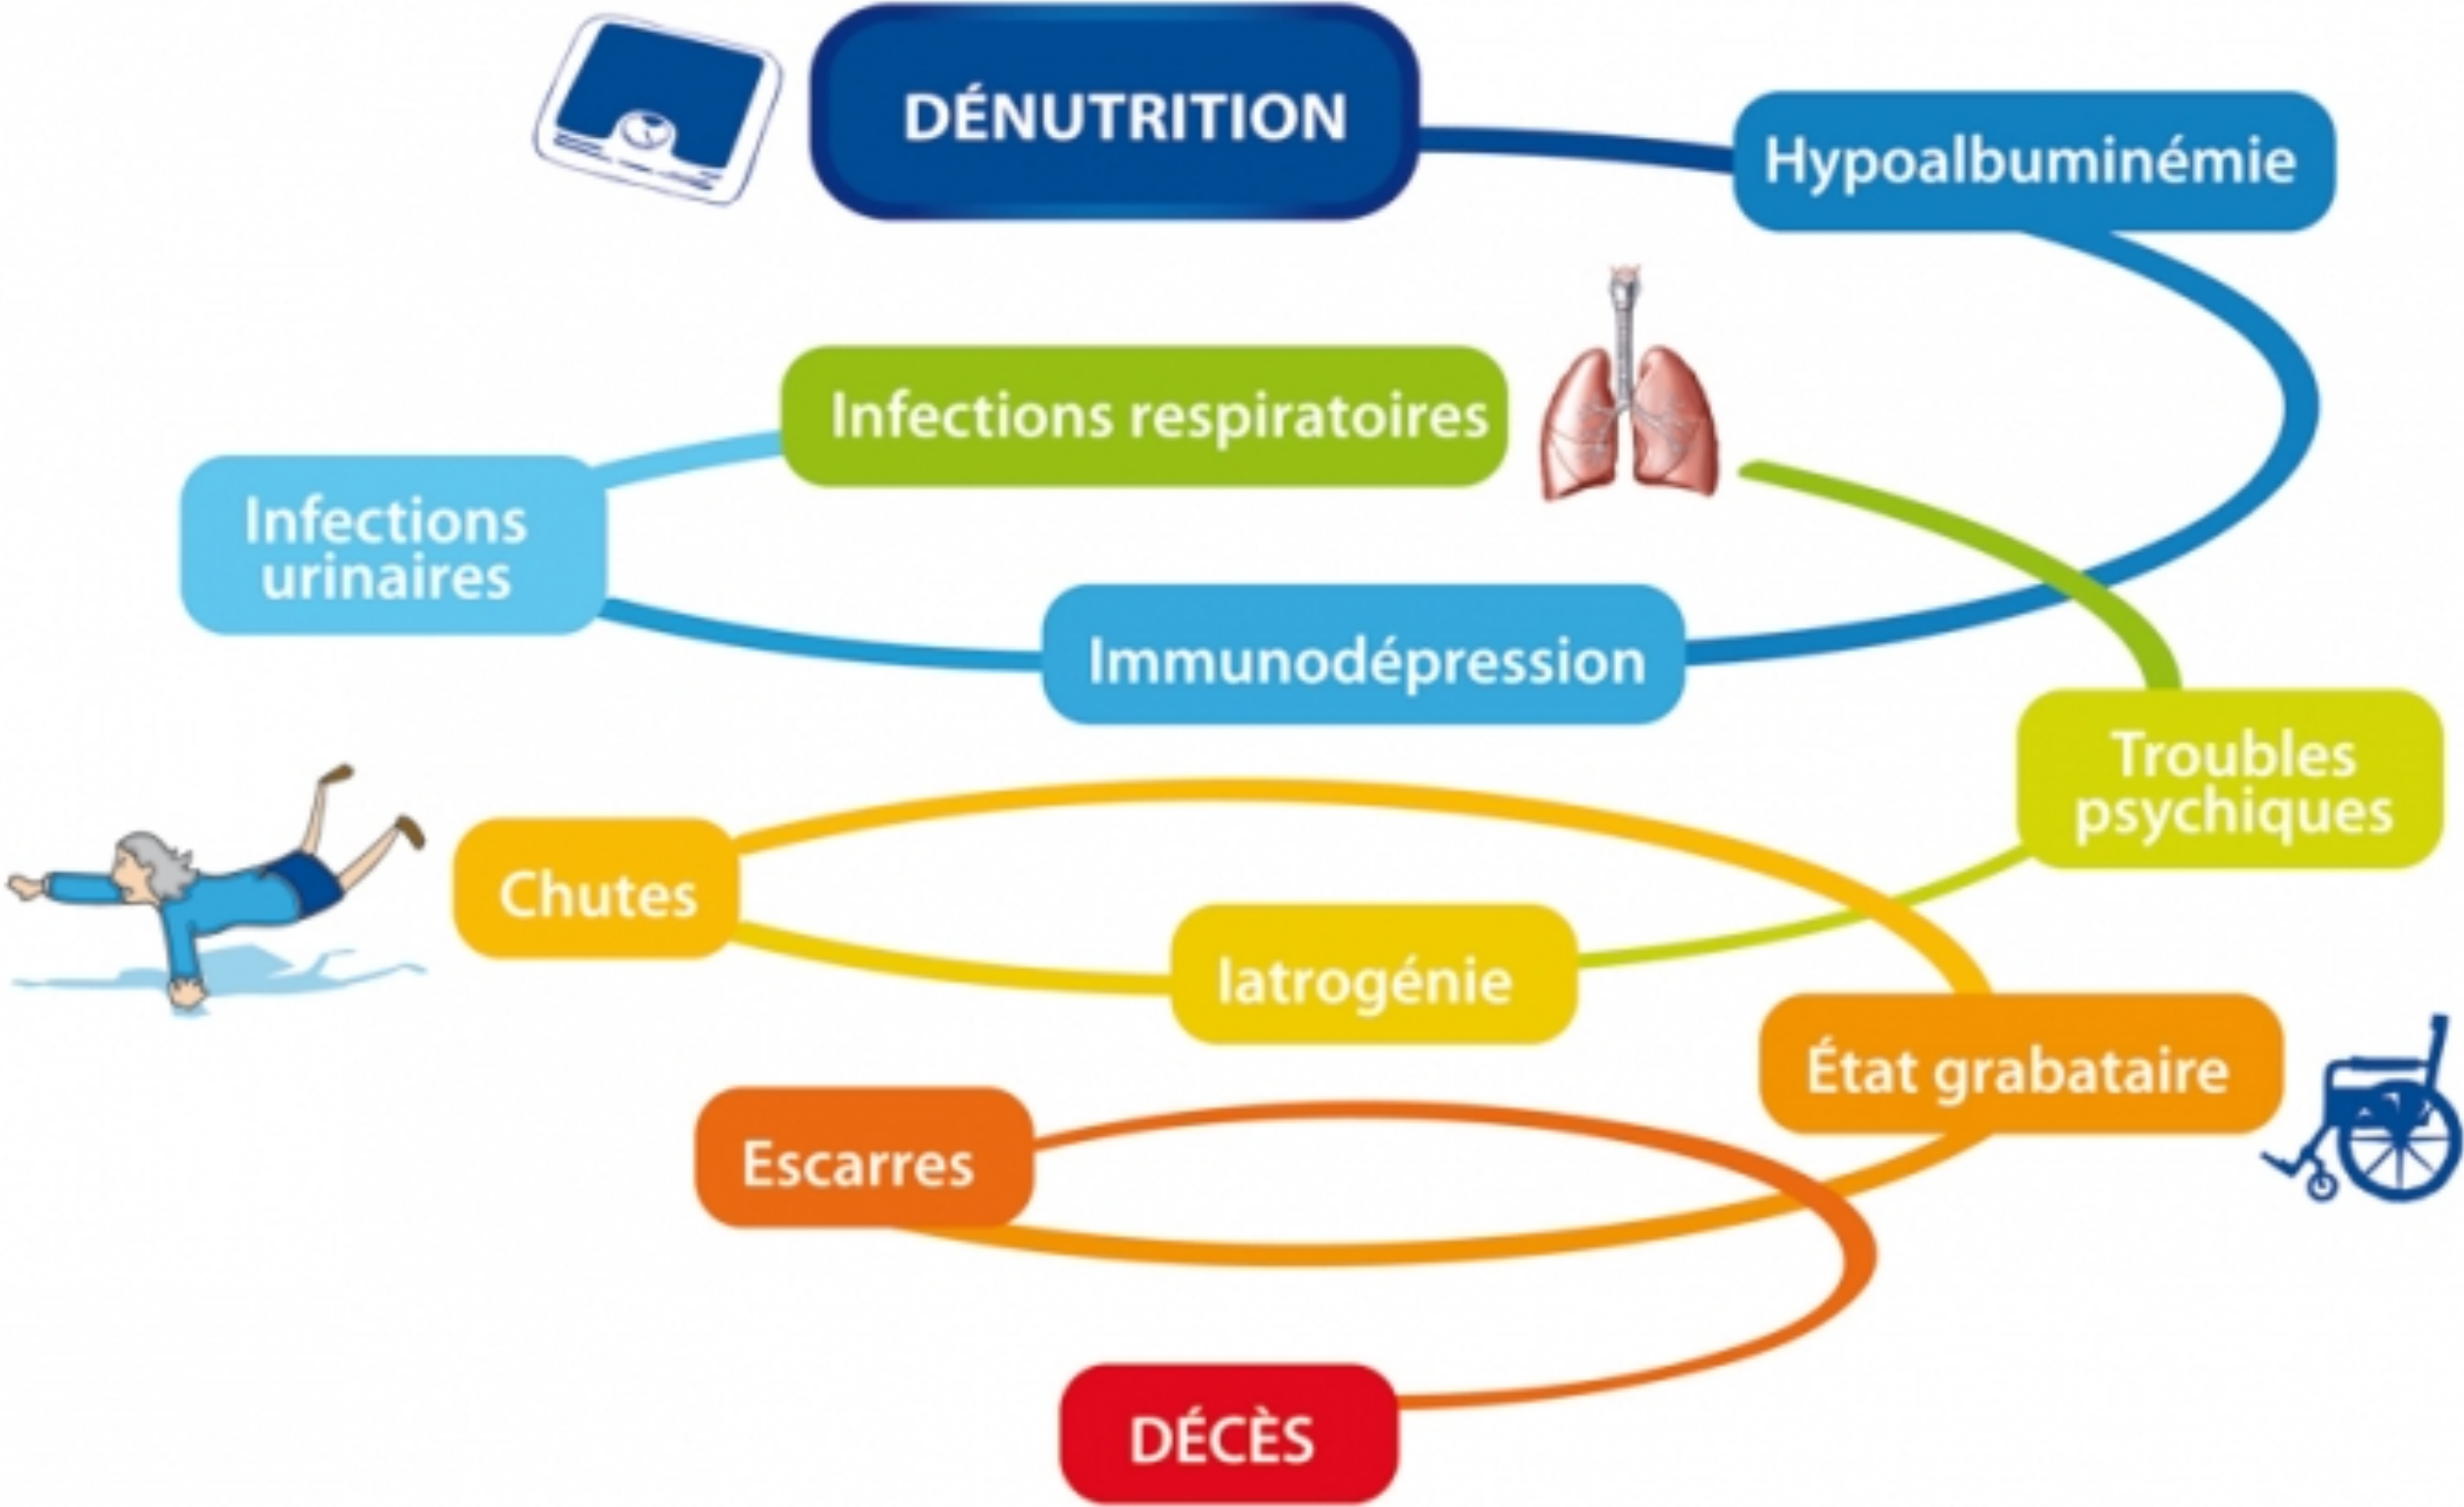 DÉNUTRITION
Hypoalbuminémie
Infections respiratoires
Infections
urinaires
Immunodépression
Troubles
psychiques
Chutes
Iatrogénie
État grabataire
Escarres
DÉCÈS